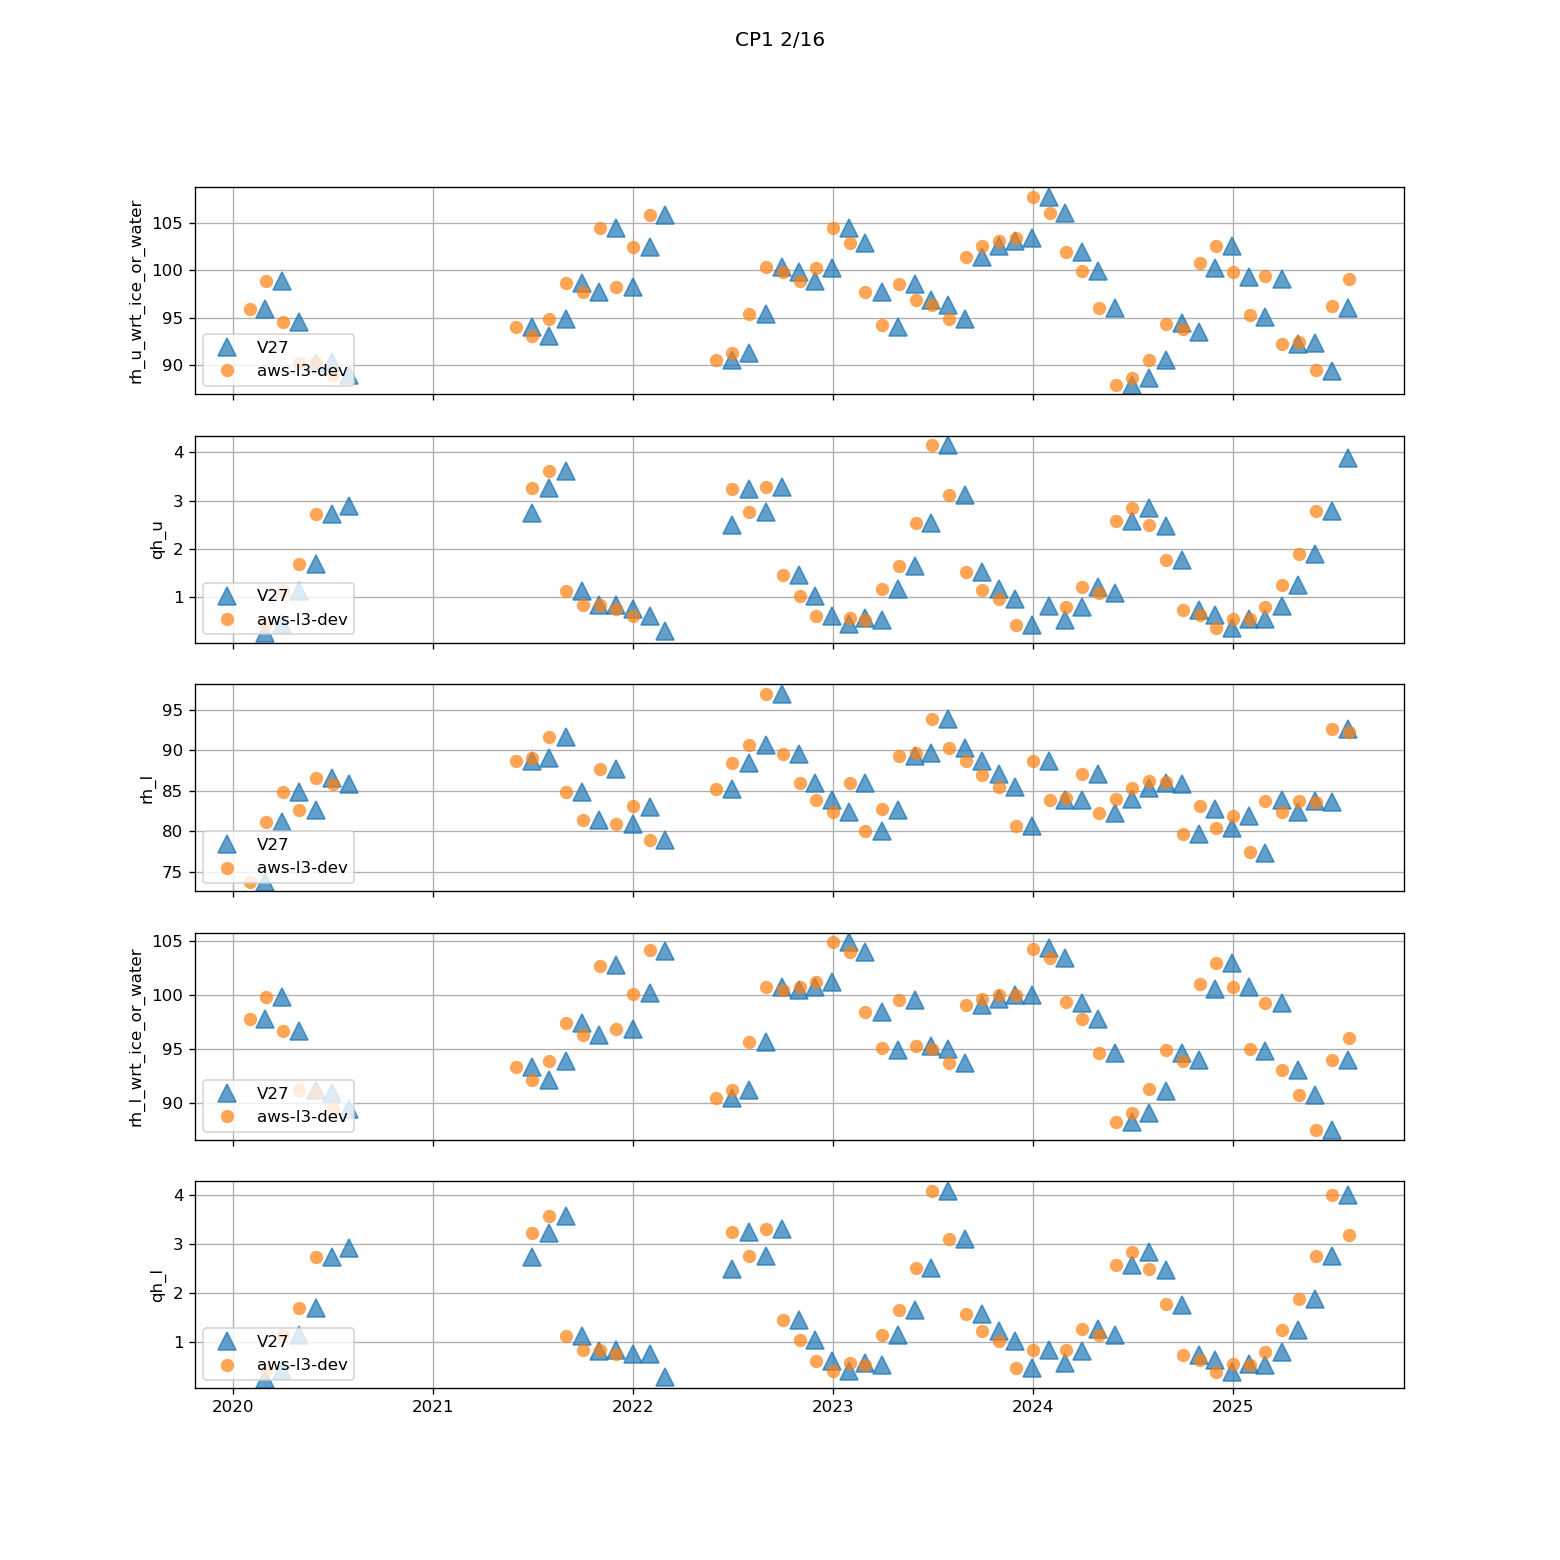 CP1 2/16
rh_u_wrt_ice_or_water
105
100
95
90
V27
aws-l3-dev
qh_u
4
3
2
1
V27
aws-l3-dev
rh_l
95
90
85
80
75
V27
aws-l3-dev
rh_l_wrt_ice_or_water
105
100
95
90
V27
aws-l3-dev
qh_l
4
3
2
1
V27
aws-l3-dev
2020 2021 2022 2023 2024 2025